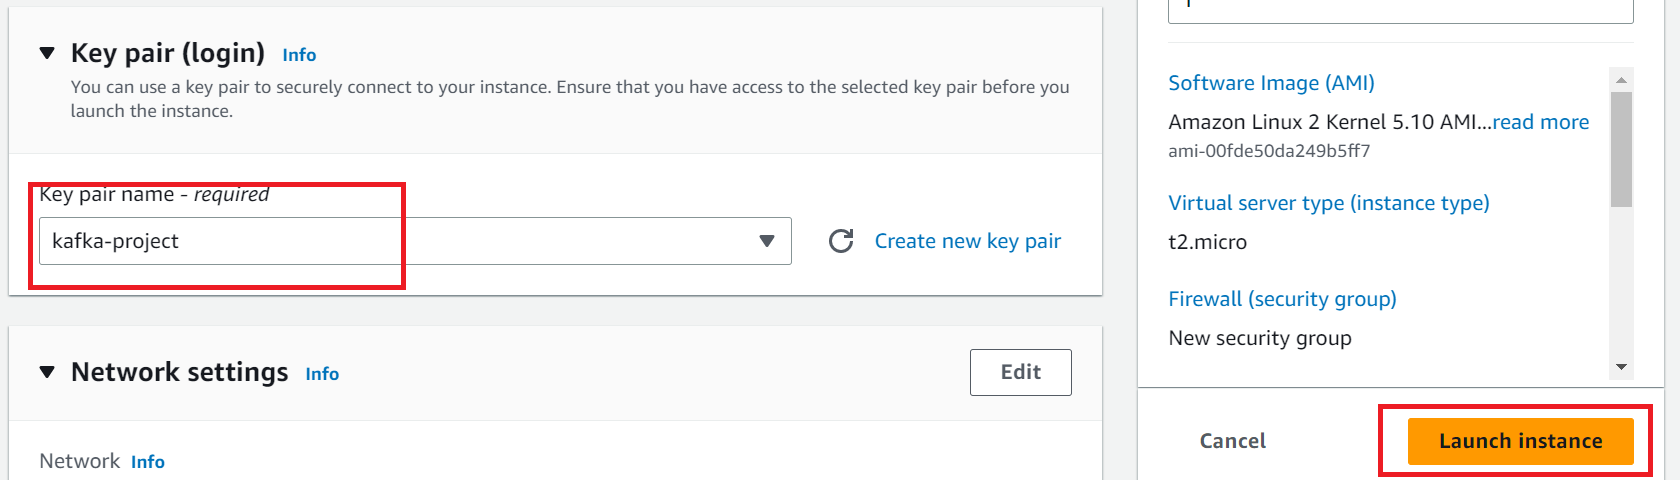 Key pair (login) Info
You can use a key pair to securely connect to your instance. Ensure that you have access to the selected key pair before you
launch the instance.
Key pair name - required
kafka-project
Create new key pair
Network settings Info
Edit
Network Info
Software Image (AMI)
Amazon Linux 2 Kernel 5.10 AMI...read more
ami-00fde50da249b5ff7
Virtual server type (instance type)
t2.micro
Firewall (security group)
New security group
Cancel
Launch instance